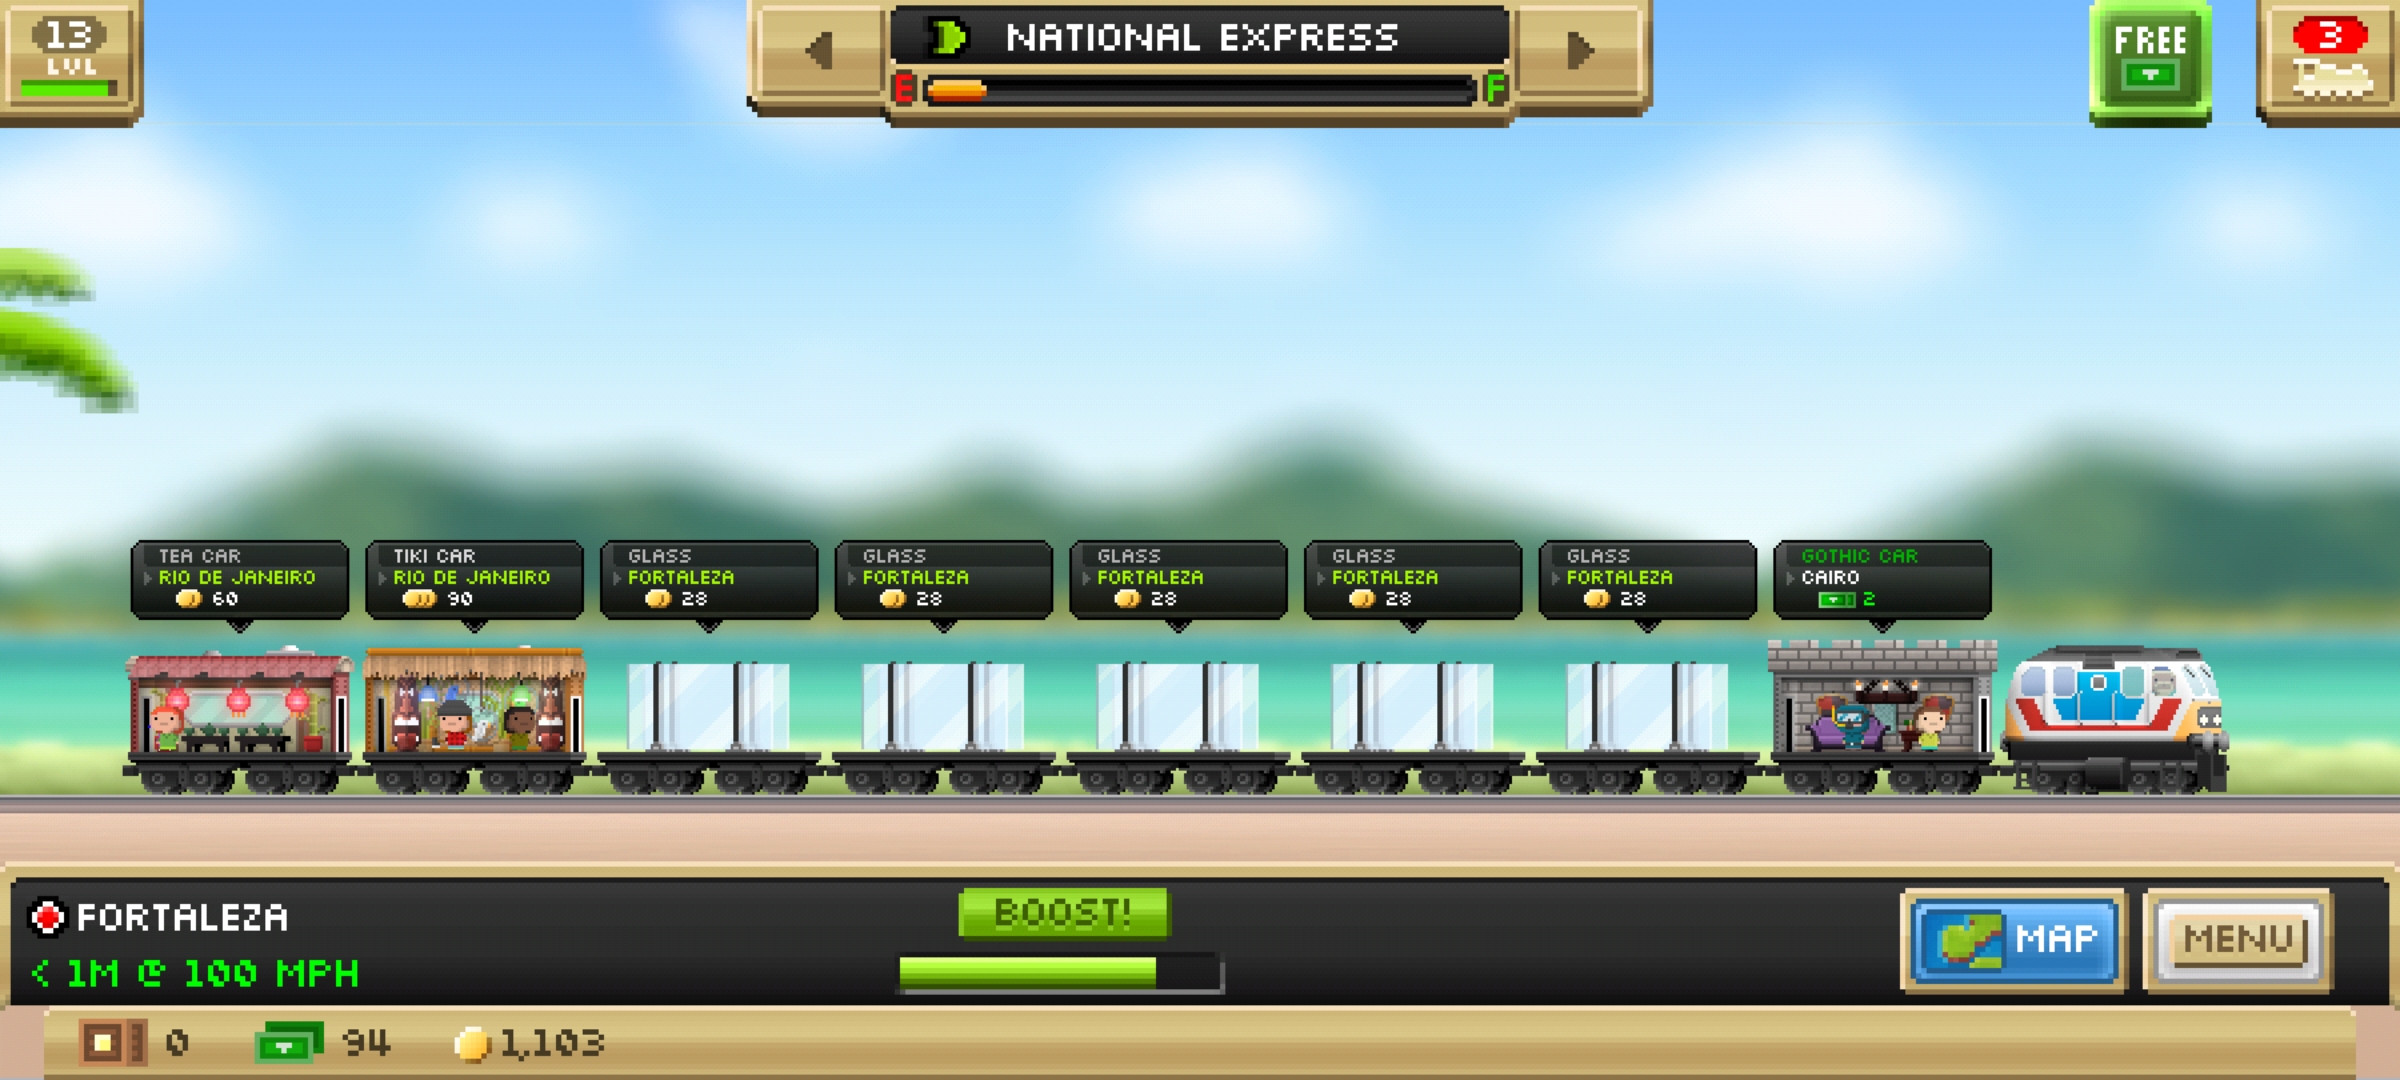 13
LVL
NATIONAL EXPRESS
E F
FREE
3
TEA CAR
RIO DE JANEIRO
60
TIKI CAR
RIO DE JANEIRO
90
GLASS
FORTALEZA
28
GLASS
FORTALEZA
28
GLASS
FORTALEZA
28
GLASS
FORTALEZA
28
GLASS
FORTALEZA
28
GOTHIC CAR
CAIRO
2
FORTALEZA
< 1M @ 100 MPH
BOOST!
MAP
MENU
0
94
1,103